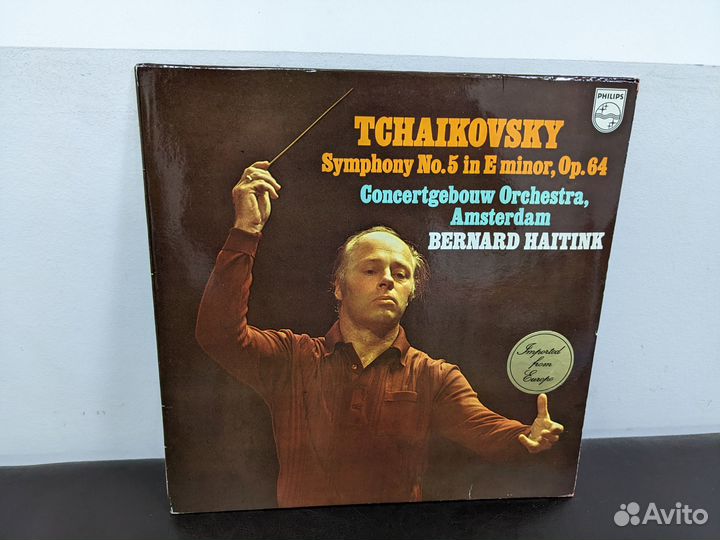 PHILIPS
TCHAIKOVSKY
Symphony No.5 in E minor, Op.64
Concertgebouw Orchestra,
Amsterdam
BERNARD HAITINK
Imported
from
Europe
Avito